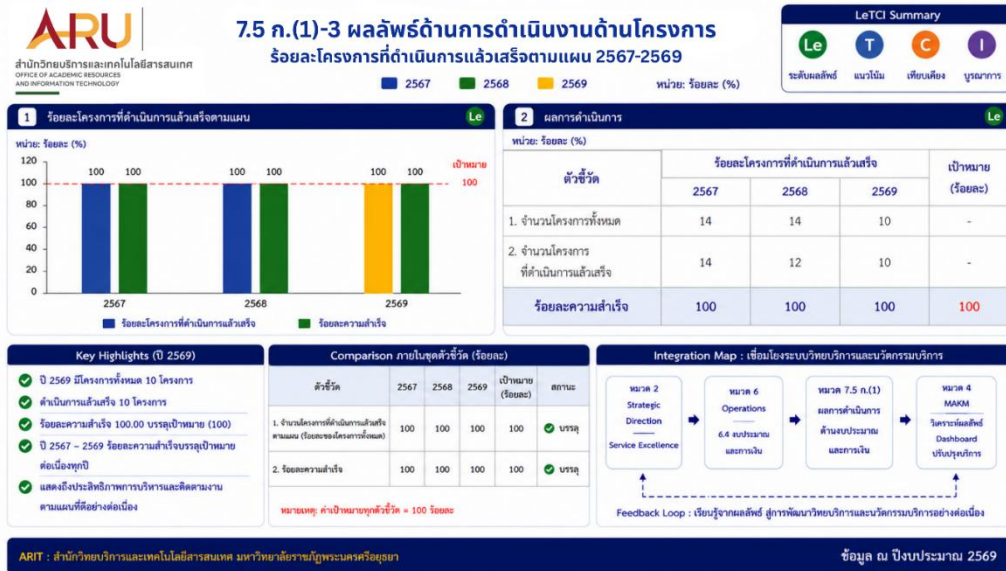 ARU
สำนักวิทยบริการและเทคโนโลยีสารสนเทศ
OFFICE OF ACADEMIC RESOURCES
AND INFORMATION TECHNOLOGY
7.5 ก.(1)-3 ผลลัพธ์ด้านการดำเนินงานด้านโครงการ
ร้อยละโครงการที่ดำเนินการแล้วเสร็จตามแผน 2567-2569
2567 2568 2569 หน่วย: ร้อยละ (%)
LeTCI Summary
Le T C I
ระดับผลลัพธ์ แนวโน้ม เทียบเคียง บูรณาการ
1 ร้อยละโครงการที่ดำเนินการแล้วเสร็จตามแผน Le
หน่วย: ร้อยละ (%)
120
100
80
60
40
20
0
100 100 100 100 100 100
เป้าหมาย
100
2567 2568 2569
ร้อยละโครงการที่ดำเนินการแล้วเสร็จ ร้อยละความสำเร็จ
2 ผลการดำเนินการ Le
หน่วย: ร้อยละ (%)
ตัวชี้วัด ร้อยละโครงการที่ดำเนินการแล้วเสร็จ เป้าหมาย
(ร้อยละ)
2567 2568 2569
1. จำนวนโครงการทั้งหมด 14 14 10 -
2. จำนวนโครงการ
ที่ดำเนินการแล้วเสร็จ 14 12 10 -
ร้อยละความสำเร็จ 100 100 100 100
Key Highlights (ปี 2569)
ปี 2569 มีโครงการทั้งหมด 10 โครงการ
ดำเนินการแล้วเสร็จ 10 โครงการ
ร้อยละความสำเร็จ 100.00 บรรลุเป้าหมาย (100)
ปี 2567 – 2569 ร้อยละความสำเร็จบรรลุเป้าหมาย
ต่อเนื่องทุกปี
แสดงถึงประสิทธิภาพการบริหารและติดตามงาน
ตามแผนที่ดีอย่างต่อเนื่อง
Comparison ภายในชุดตัวชี้วัด (ร้อยละ)
ตัวชี้วัด 2567 2568 2569 เป้าหมาย
(ร้อยละ) สถานะ
1. จำนวนโครงการที่ดำเนินการแล้วเสร็จ
ตามแผน (ร้อยละของโครงการทั้งหมด) 100 100 100 100 บรรลุ
2. ร้อยละความสำเร็จ 100 100 100 100 บรรลุ
หมายเหตุ: ค่าเป้าหมายทุกตัวชี้วัด = 100 ร้อยละ
Integration Map : เชื่อมโยงระบบวิทยบริการและนวัตกรรมบริการ
หมวด 2
Strategic
Direction
Service Excellence
หมวด 6
Operations
6.4 งบประมาณ
และการเงิน
หมวด 7.5 ก.(1)
ผลการดำเนินการ
ด้านงบประมาณ
และการเงิน
หมวด 4
MAKM
วิเคราะห์ผลลัพธ์
Dashboard
ปรับปรุงบริการ
Feedback Loop : เรียนรู้จากผลลัพธ์ สู่การพัฒนาวิทยบริการและนวัตกรรมบริการอย่างต่อเนื่อง
ARIT : สำนักวิทยบริการและเทคโนโลยีสารสนเทศ มหาวิทยาลัยราชภัฏพระนครศรีอยุธยา
ข้อมูล ณ ปีงบประมาณ 2569